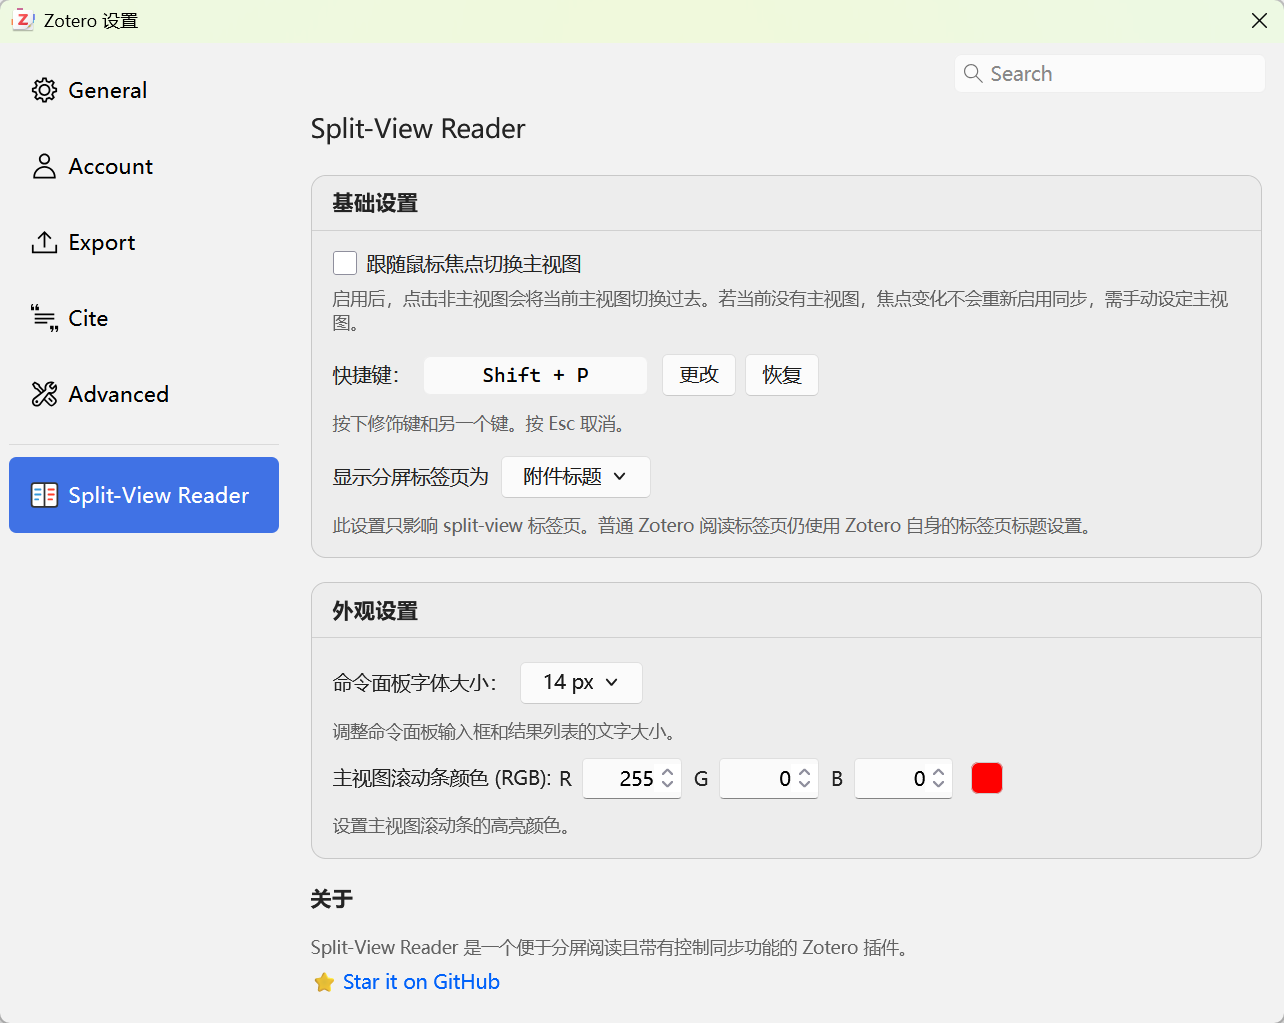 Zotero 设置
General
Search
Split-View Reader
Account
基础设置
Export
跟随鼠标焦点切换主视图
启用后，点击非主视图会将当前主视图切换过去。若当前没有主视图，焦点变化不会重新启用同步，需手动设定主视
图。
Cite
快捷键： Shift + P 更改 恢复
Advanced
按下修饰键和另一个键。按 Esc 取消。
显示分屏标签页为 附件标题
Split-View Reader
此设置只影响 split-view 标签页。普通 Zotero 阅读标签页仍使用 Zotero 自身的标签页标题设置。
外观设置
命令面板字体大小： 14 px
调整命令面板输入框和结果列表的文字大小。
主视图滚动条颜色 (RGB): R 255 G 0 B 0
设置主视图滚动条的高亮颜色。
关于
Split-View Reader 是一个便于分屏阅读且带有控制同步功能的 Zotero 插件。
Star it on GitHub